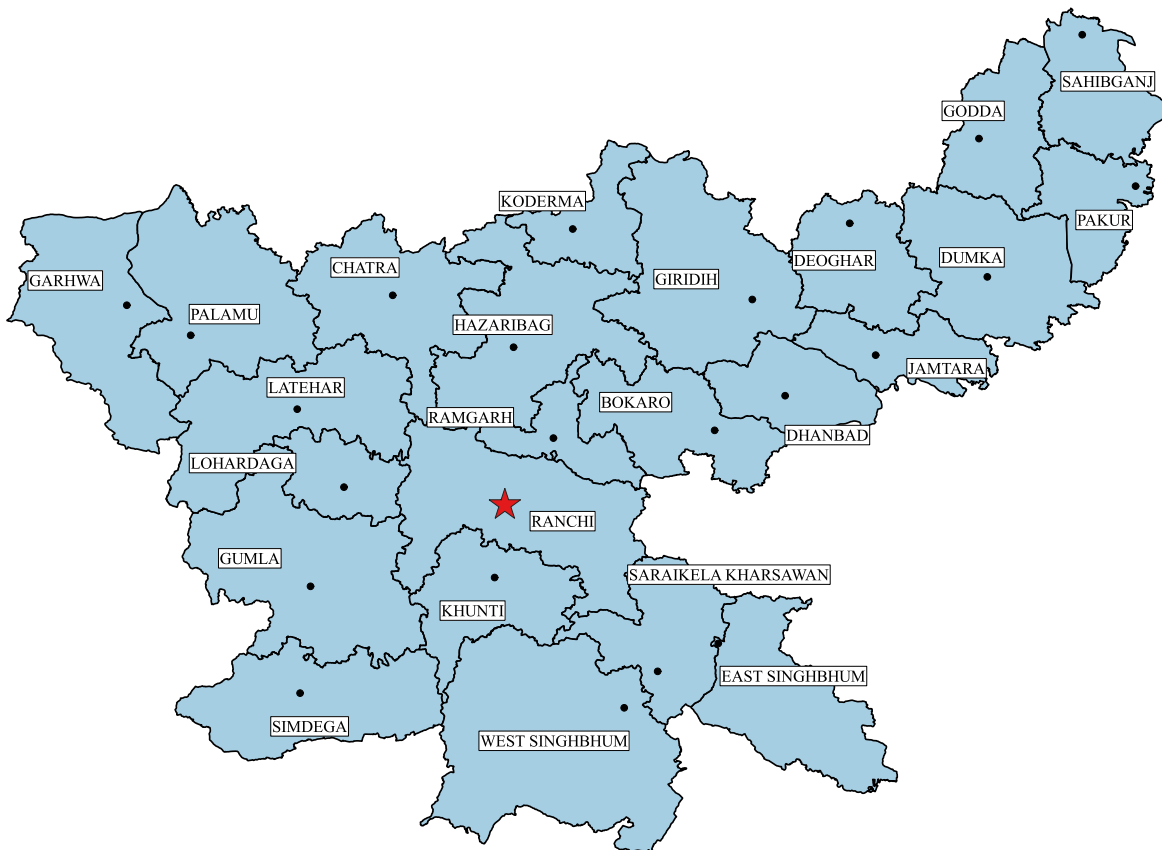 SAHIBGANJ
GODDA
KODERMA
PAKUR
DEOGHAR
DUMKA
CHATRA
GARHWA
GIRIDIH
PALAMU
HAZARIBAG
JAMTARA
LATEHAR
BOKARO
RAMGARH
DHANBAD
LOHARDAGA
RANCHI
GUMLA
SARAIKELA KHARSAWAN
KHUNTI
EAST SINGHBHUM
SIMDEGA
WEST SINGHBHUM